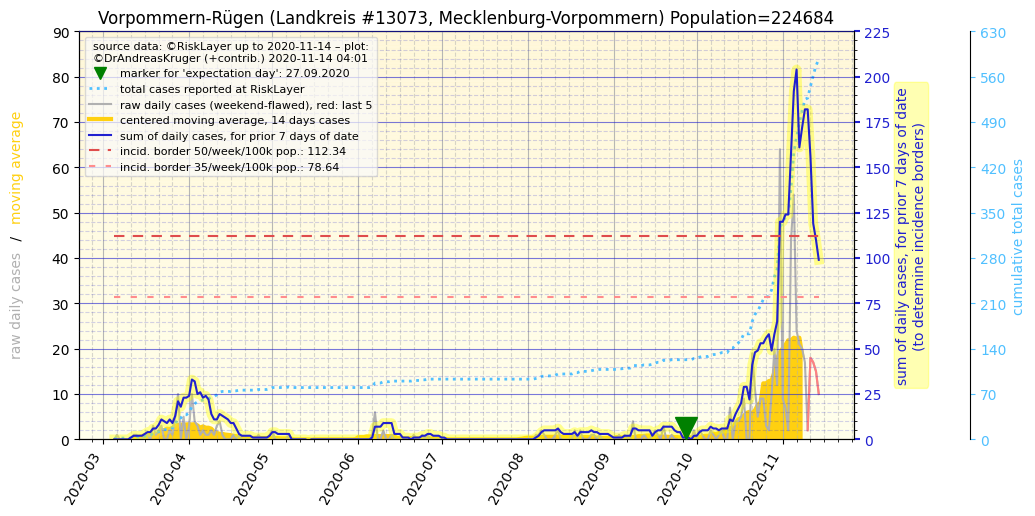 Vorpommern-Rügen (Landkreis #13073, Mecklenburg-Vorpommern) Population=224684
source data: ©RiskLayer up to 2020-11-14 – plot:
©DrAndreasKruger (+contrib.) 2020-11-14 04:01
marker for 'expectation day': 27.09.2020
total cases reported at RiskLayer
raw daily cases (weekend-flawed), red: last 5
centered moving average, 14 days cases
sum of daily cases, for prior 7 days of date
incid. border 50/week/100k pop.: 112.34
incid. border 35/week/100k pop.: 78.64
raw daily cases / moving average
90
80
70
60
50
40
30
20
10
0
225
200
175
150
125
100
75
50
25
0
sum of daily cases, for prior 7 days of date
(to determine incidence borders)
630
560
490
420
350
280
210
140
70
0
cumulative total cases
2020-03
2020-04
2020-05
2020-06
2020-07
2020-08
2020-09
2020-10
2020-11